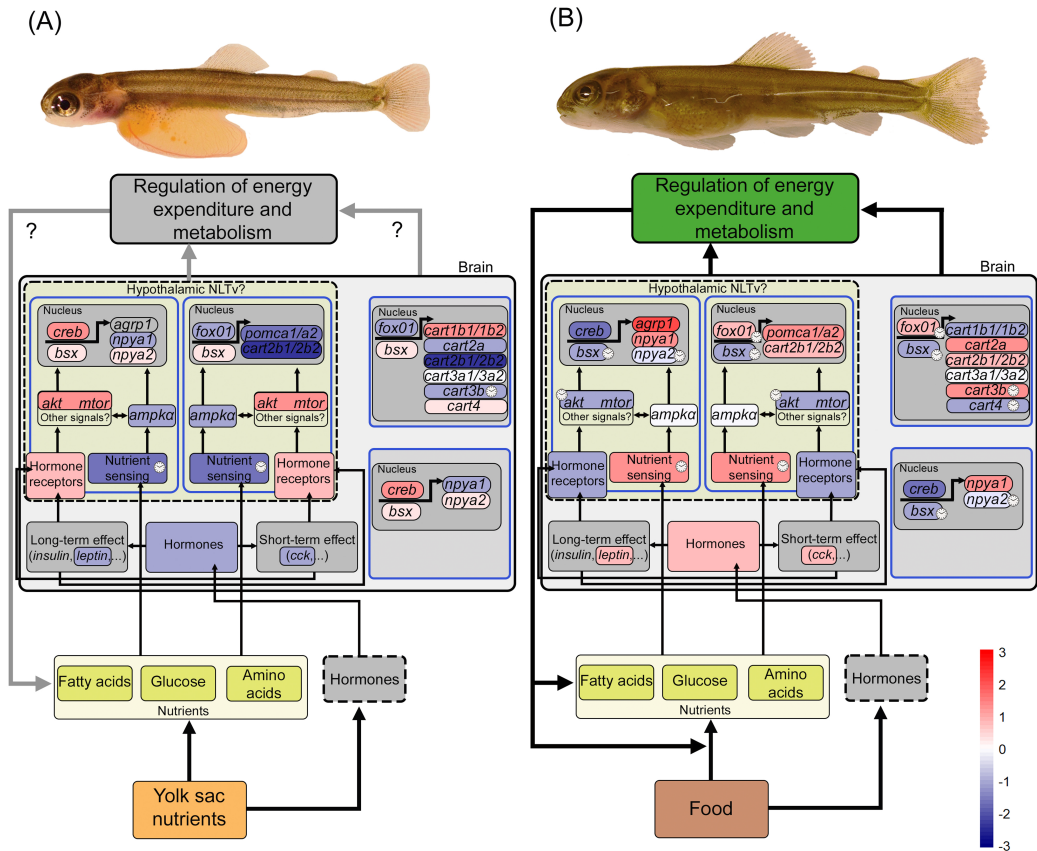 (A)
Regulation of energy
expenditure and
metabolism
?
?
Brain
Hypothalamic NLTv?
Nucleus
creb
bsx
agrp1
npya1
npya2
Nucleus
fox01
bsx
pomca1/a2
cart2b1/2b2
Nucleus
fox01
bsx
cart1b1/1b2
cart2a
cart2b1/2b2
cart3a1/3a2
cart3b
cart4
akt mtor
Other signals?
ampkα
ampkα
akt mtor
Other signals?
Hormone
receptors
Nutrient
sensing
Nutrient
sensing
Hormone
receptors
Nucleus
creb
bsx
npya1
npya2
Long-term effect
(insulin, leptin,...)
Hormones
Short-term effect
(cck,...)
Fatty acids
Glucose
Amino
acids
Nutrients
Hormones
Yolk sac
nutrients
(B)
Regulation of energy
expenditure and
metabolism
Brain
Hypothalamic NLTv?
Nucleus
creb
bsx
agrp1
npya1
npya2
Nucleus
fox01
bsx
pomca1/a2
cart2b1/2b2
Nucleus
fox01
bsx
cart1b1/1b2
cart2a
cart2b1/2b2
cart3a1/3a2
cart3b
cart4
akt mtor
Other signals?
ampkα
ampkα
akt mtor
Other signals?
Hormone
receptors
Nutrient
sensing
Nutrient
sensing
Hormone
receptors
Nucleus
creb
bsx
npya1
npya2
Long-term effect
(insulin, leptin,...)
Hormones
Short-term effect
(cck,...)
Fatty acids
Glucose
Amino
acids
Nutrients
Hormones
Food
3
2
1
0
-1
-2
-3